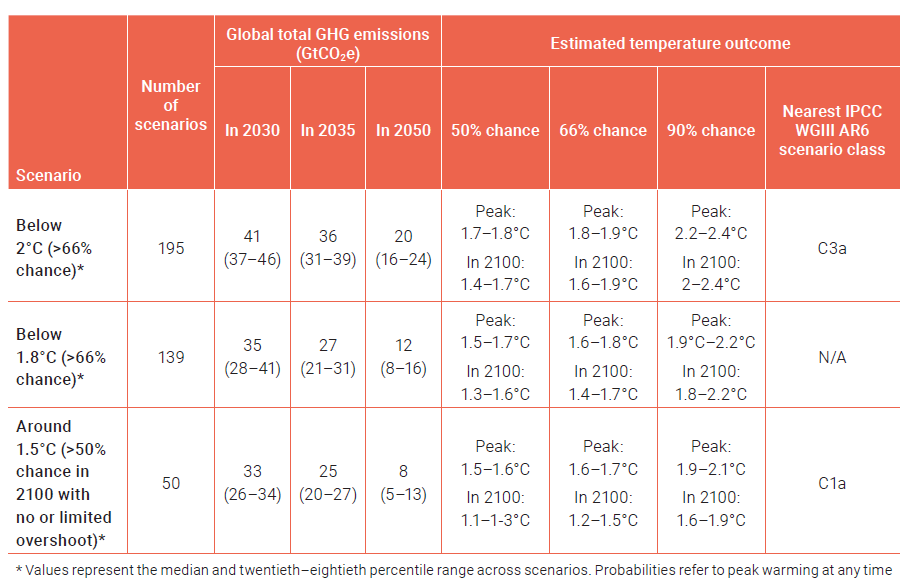 Scenario
Number
of
scenarios
Global total GHG emissions
(GtCO₂e)
In 2030
In 2035
In 2050
Estimated temperature outcome
50% chance
66% chance
90% chance
Nearest IPCC
WGIII AR6
scenario class
Below
2°C (>66%
chance)*
195
41
(37–46)
36
(31–39)
20
(16–24)
Peak:
1.7–1.8°C
In 2100:
1.4–1.7°C
Peak:
1.8–1.9°C
In 2100:
1.6–1.9°C
Peak:
2.2–2.4°C
In 2100:
2–2.4°C
C3a
Below
1.8°C (>66%
chance)*
139
35
(28–41)
27
(21–31)
12
(8–16)
Peak:
1.5–1.7°C
In 2100:
1.3–1.6°C
Peak:
1.6–1.8°C
In 2100:
1.4–1.7°C
Peak:
1.9°C–2.2°C
In 2100:
1.8–2.2°C
N/A
Around
1.5°C (>50%
chance in
2100 with
no or limited
overshoot)*
50
33
(26–34)
25
(20–27)
8
(5–13)
Peak:
1.5–1.6°C
In 2100:
1.1–1-3°C
Peak:
1.6–1.7°C
In 2100:
1.2–1.5°C
Peak:
1.9–2.1°C
In 2100:
1.6–1.9°C
C1a
* Values represent the median and twentieth–eightieth percentile range across scenarios. Probabilities refer to peak warming at any time